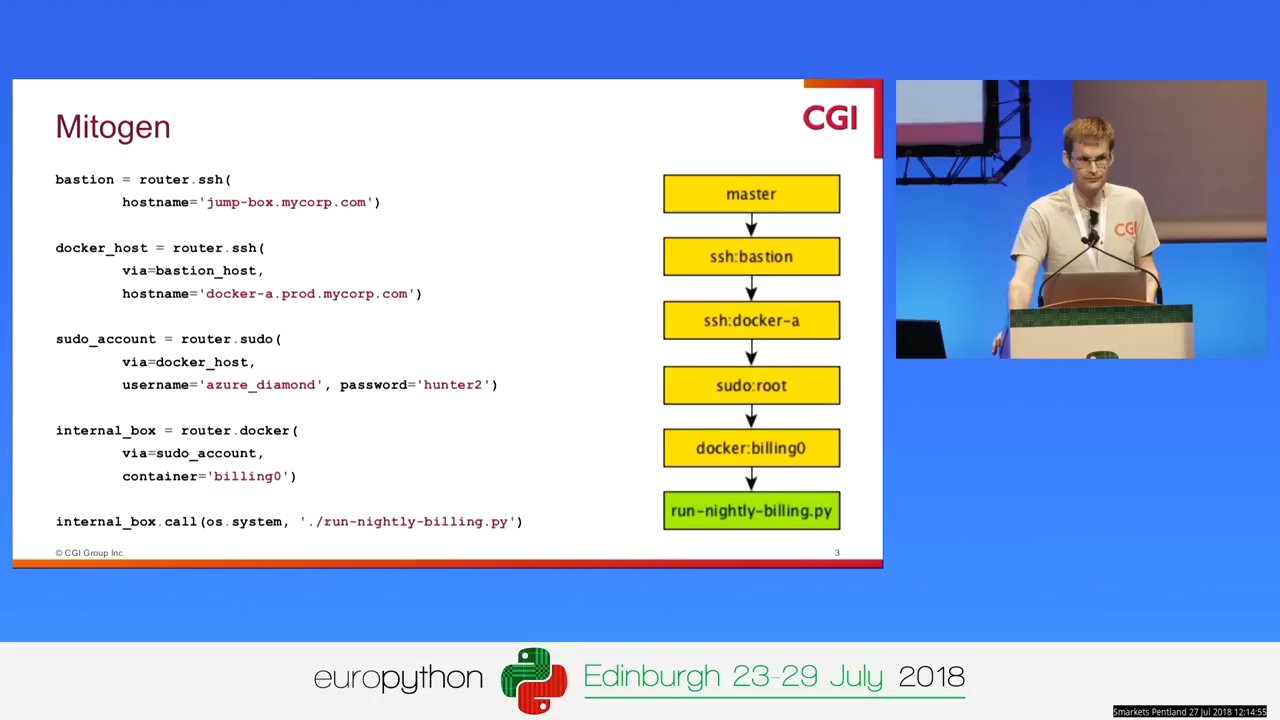 Mitogen
CGI
bastion = router.ssh(
hostname='jump-box.mycorp.com')
docker_host = router.ssh(
via=bastion_host,
hostname='docker-a.prod.mycorp.com')
sudo_account = router.sudo(
via=docker_host,
username='azure_diamond', password='hunter2')
internal_box = router.docker(
via=sudo_account,
container='billing0')
internal_box.call(os.system, './run-nightly-billing.py')
© CGI Group Inc.
3
master
ssh:bastion
ssh:docker-a
sudo:root
docker:billing0
run-nightly-billing.py
CGI
europython
Edinburgh 23-29 July 2018
Smarkets Pentland 27 Jul 2018 12:14:55